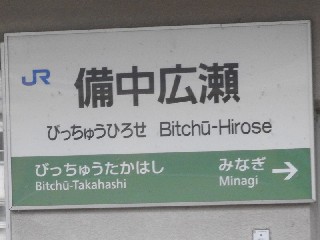 JR 備中広瀬
びっちゅうひろせ Bitchū-Hirose
びっちゅうたかはし みなぎ
Bitchū-Takahashi Minagi →